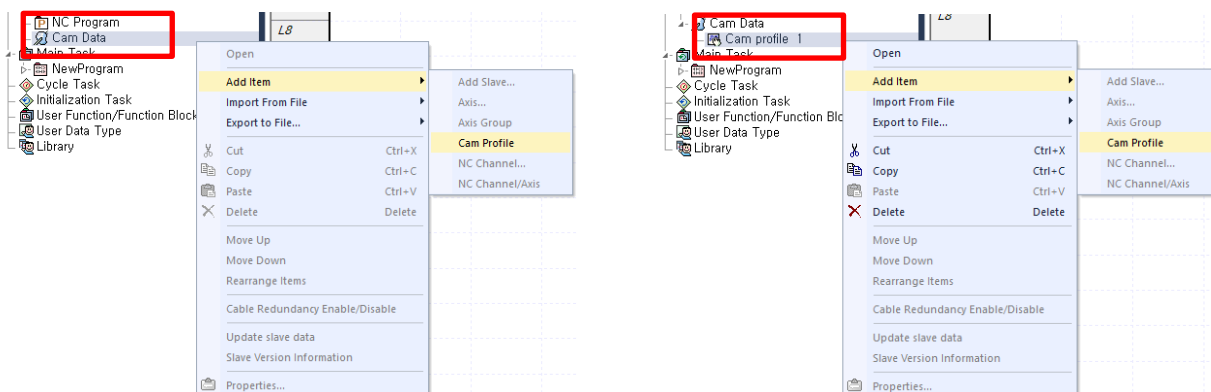 NC Program
Cam Data
Main Task
NewProgram
Cycle Task
Initialization Task
User Function/Function Block
User Data Type
Library
L8
Open
Add Item
Import From File
Export to File...
Cut Ctrl+X
Copy Ctrl+C
Paste Ctrl+V
Delete Delete
Move Up
Move Down
Rearrange Items
Cable Redundancy Enable/Disable
Update slave data
Slave Version Information
Properties...
Add Slave...
Axis...
Axis Group
Cam Profile
NC Channel...
NC Channel/Axis
Cam Data
Cam profile 1
Main Task
NewProgram
Cycle Task
Initialization Task
User Function/Function Blo
User Data Type
Library
L8
Open
Add Item
Import From File
Export to File...
Cut Ctrl+X
Copy Ctrl+C
Paste Ctrl+V
Delete Delete
Move Up
Move Down
Rearrange Items
Cable Redundancy Enable/Disable
Update slave data
Slave Version Information
Properties...
Add Slave...
Axis...
Axis Group
Cam Profile
NC Channel...
NC Channel/Axis